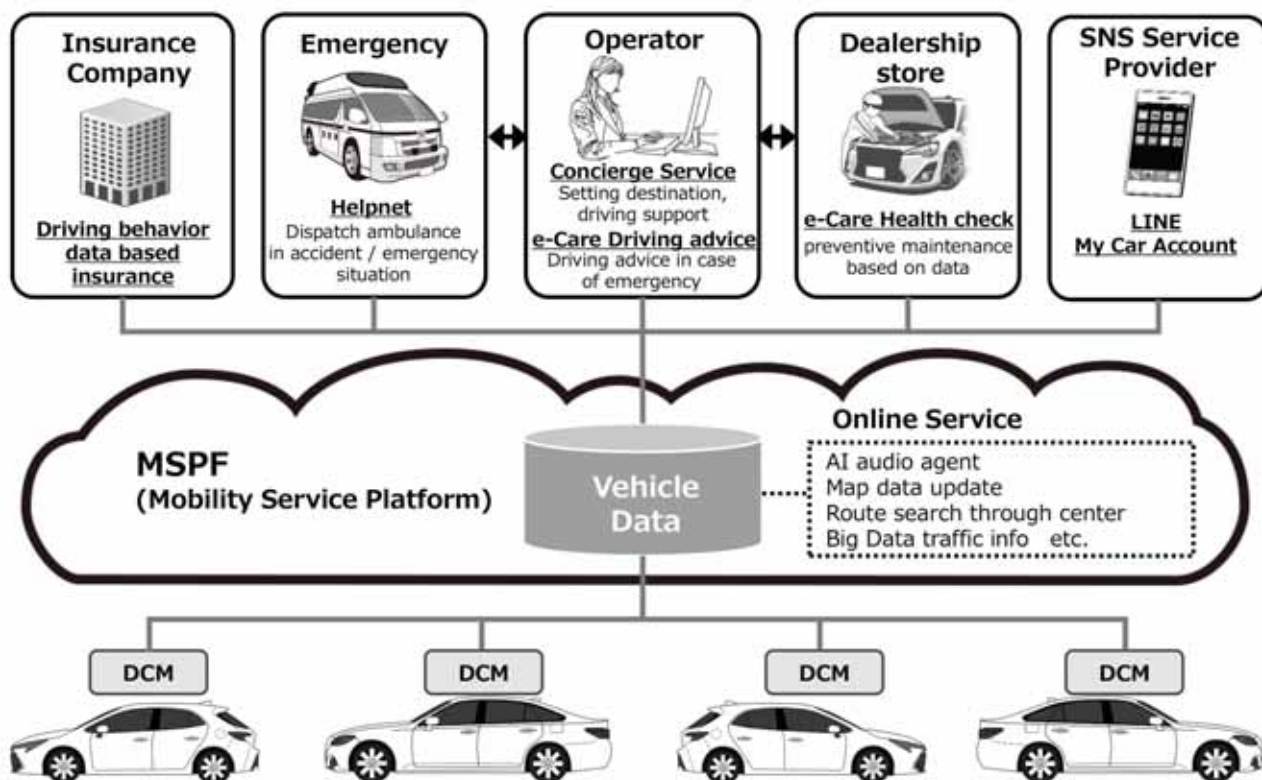 Insurance
Company
Driving behavior
data based
insurance
Emergency
Helpnet
Dispatch ambulance
in accident / emergency
situation
Operator
Concierge Service
Setting destination,
driving support
e-Care Driving advice
Driving advice in case
of emergency
Dealership
store
e-Care Health check
preventive maintenance
based on data
SNS Service
Provider
LINE
My Car Account
MSPF
(Mobility Service Platform)
Vehicle
Data
Online Service
AI audio agent
Map data update
Route search through center
Big Data traffic info etc.
DCM
DCM
DCM
DCM